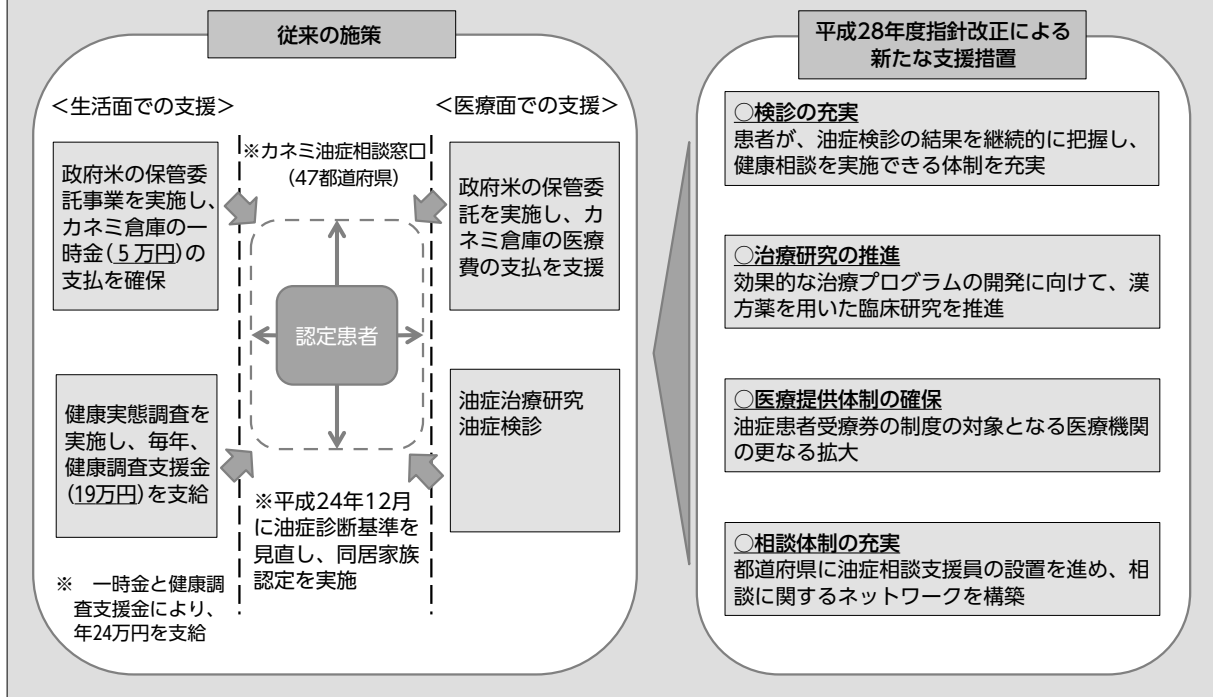 従来の施策
<生活面での支援>
<医療面での支援>
※カネミ油症相談窓口
(47都道府県)
政府米の保管委
託事業を実施し、
カネミ倉庫の一
時金(５万円)の
支払を確保
政府米の保管委
託を実施し、カ
ネミ倉庫の医療
費の支払を支援
認定患者
健康実態調査を
実施し、毎年、
健康調査支援金
(19万円)を支給
油症治療研究
油症検診
※平成24年12月
に油症診断基準を
見直し、同居家族
認定を実施
※　一時金と健康調
査支援金により、
年24万円を支給
平成28年度指針改正による
新たな支援措置
○検診の充実
患者が、油症検診の結果を継続的に把握し、
健康相談を実施できる体制を充実
○治療研究の推進
効果的な治療プログラムの開発に向けて、漢
方薬を用いた臨床研究を推進
○医療提供体制の確保
油症患者受療券の制度の対象となる医療機関
の更なる拡大
○相談体制の充実
都道府県に油症相談支援員の設置を進め、相
談に関するネットワークを構築